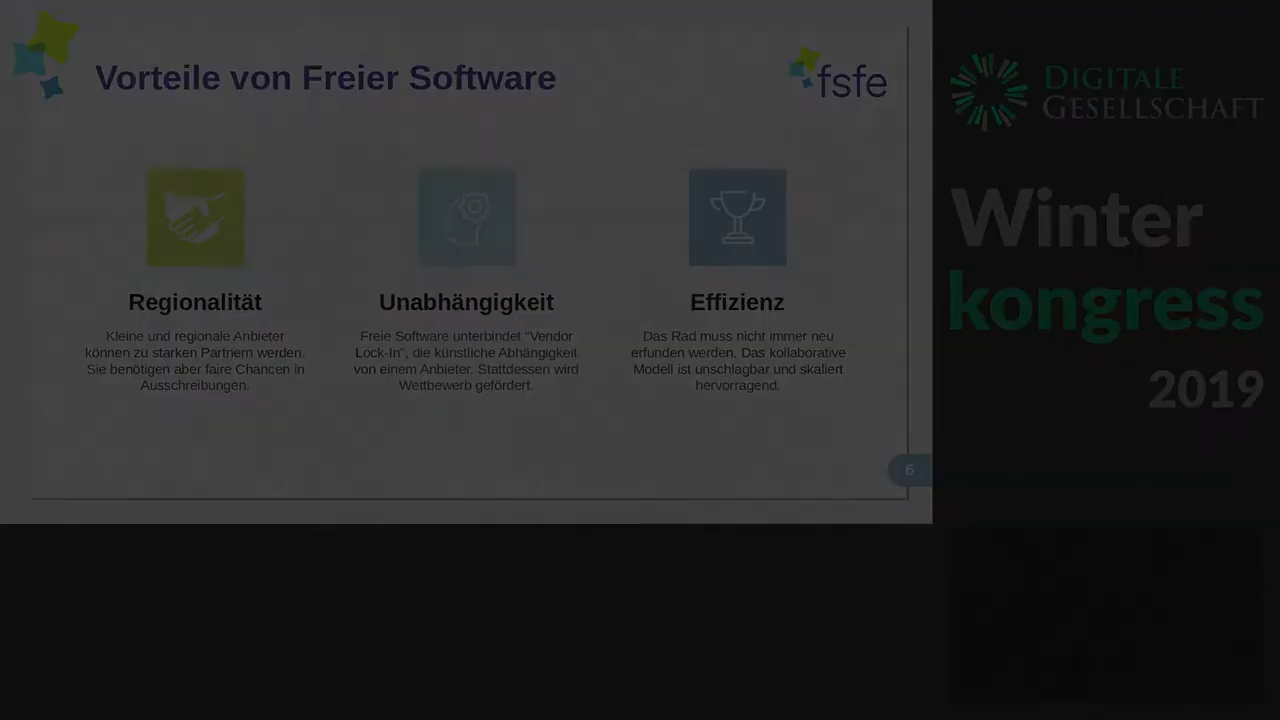 Vorteile von Freier Software
fsfe
Regionalität
Kleine und regionale Anbieter
können zu starken Partnern werden.
Sie benötigen aber faire Chancen in
Ausschreibungen.
Unabhängigkeit
Freie Software unterbindet "Vendor
Lock-In", die künstliche Abhängigkeit
von einem Anbieter. Stattdessen wird
Wettbewerb gefördert.
Effizienz
Das Rad muss nicht immer neu
erfunden werden. Das kollaborative
Modell ist unschlagbar und skaliert
hervorragend.
6
DIGITALE
GESELLSCHAFT
Winter
kongress
2019